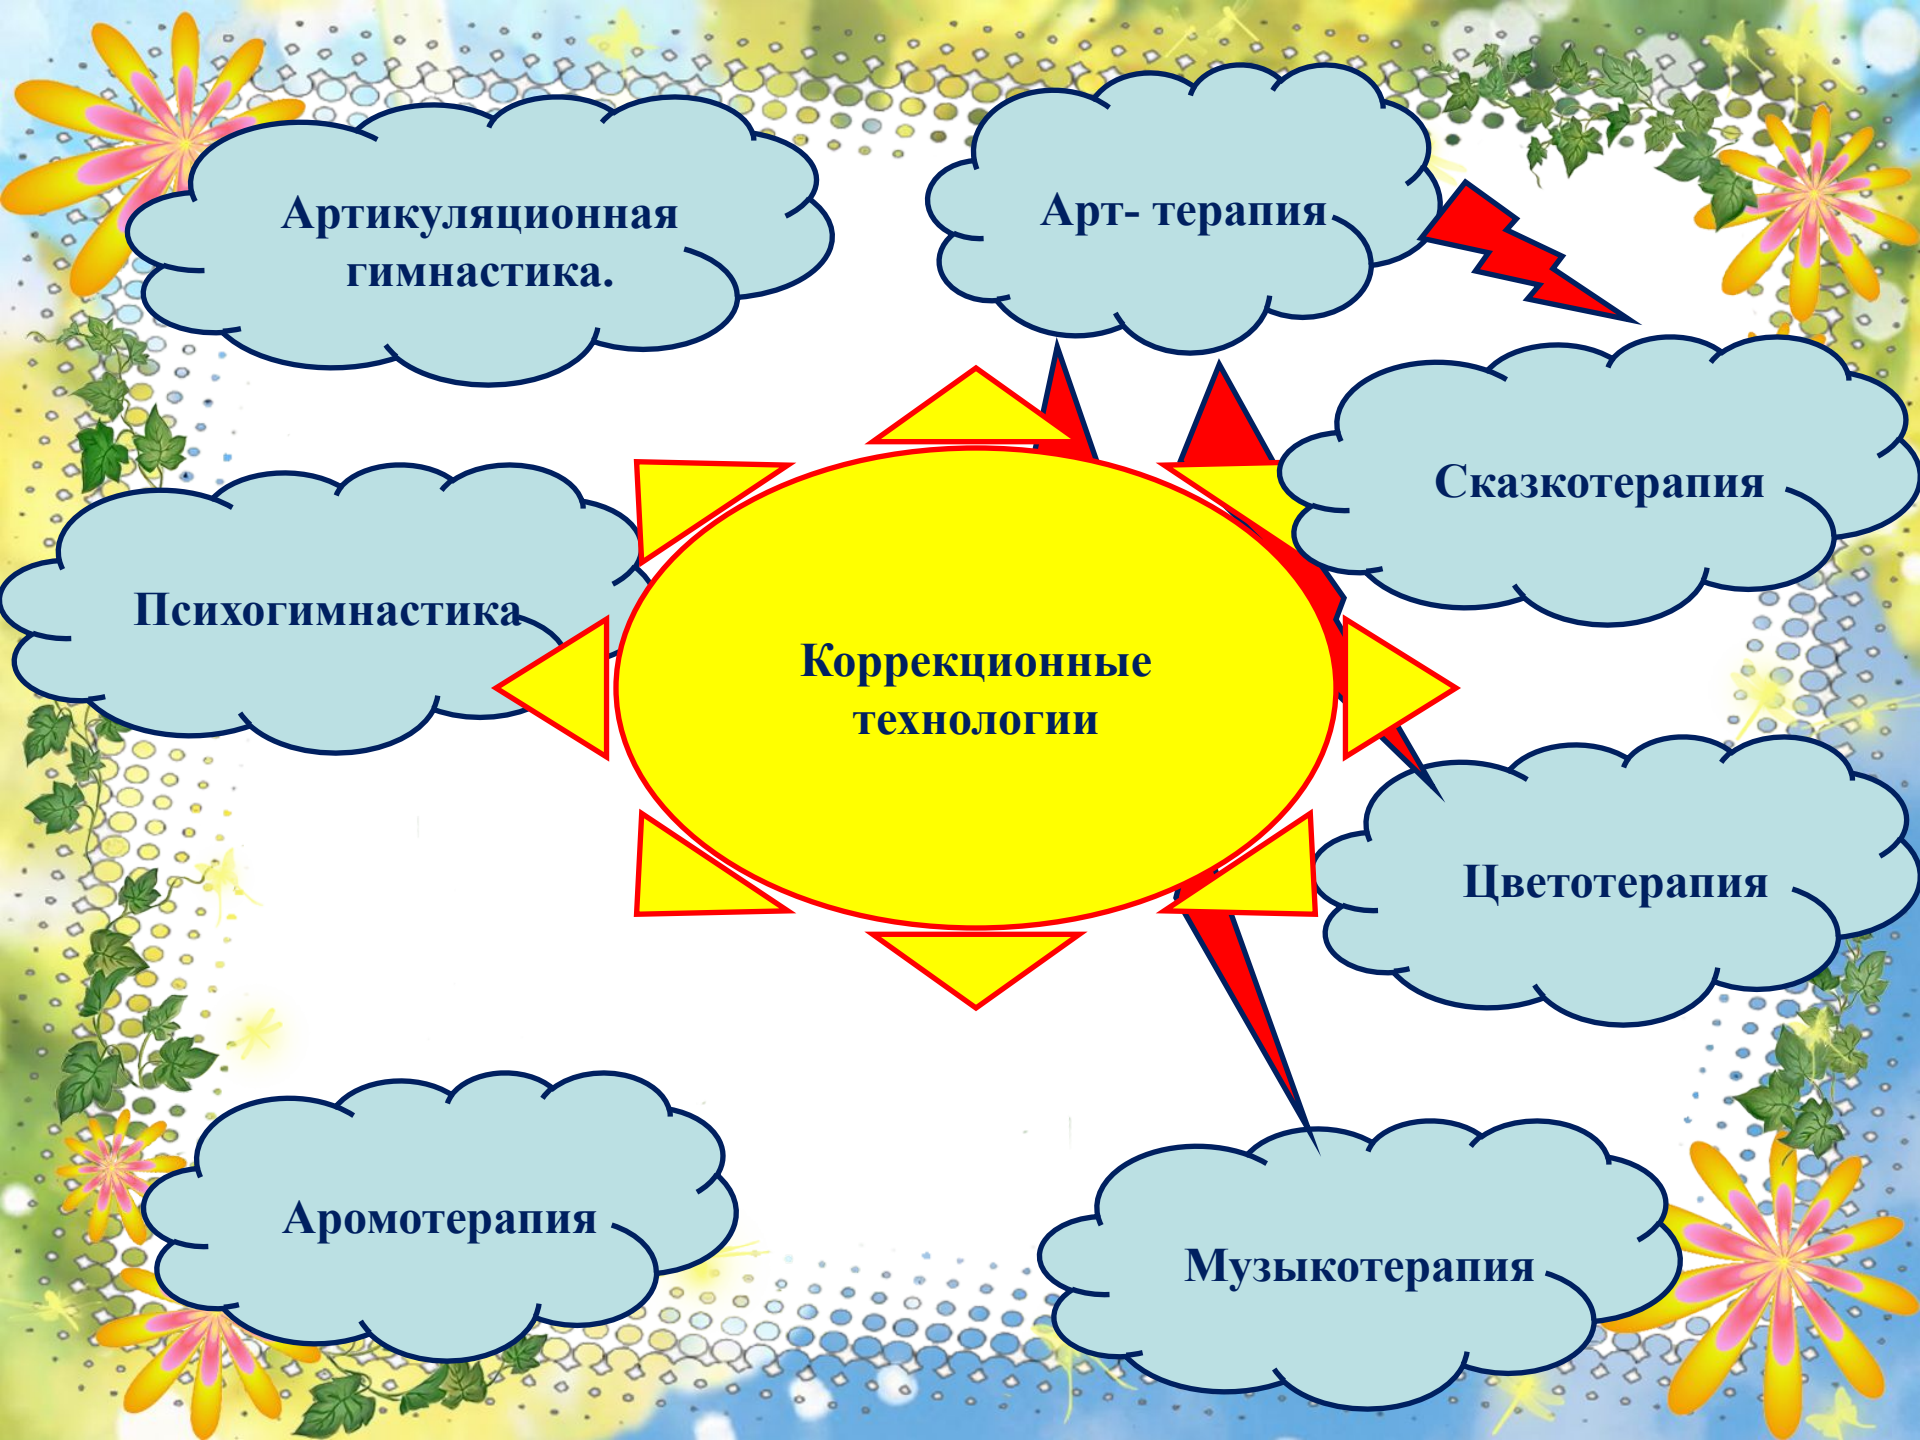 Артикуляционная
гимнастика.
Арт- терапия
Сказкотерапия
Психогимнастика
Коррекционные
технологии
Цветотерапия
Аромотерапия
Музыкотерапия